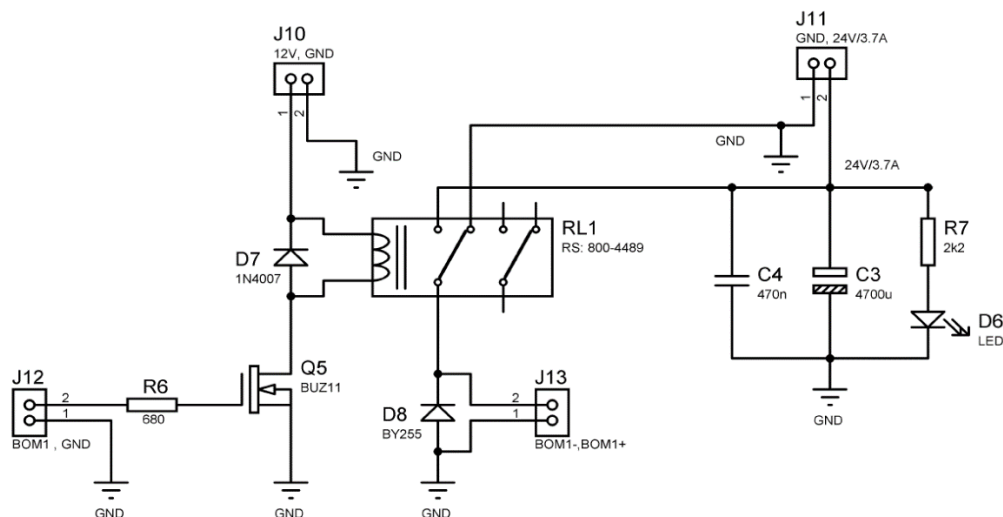 J10
12V, GND
1
2
GND
J11
GND, 24V/3.7A
1
2
GND
24V/3.7A
D7
1N4007
RL1
RS: 800-4489
C4
470n
C3
4700u
R7
2k2
D6
LED
GND
J12
2
1
BOM1 , GND
GND
R6
680
Q5
BUZ11
GND
D8
BY255
GND
J13
2
1
BOM1-,BOM1+